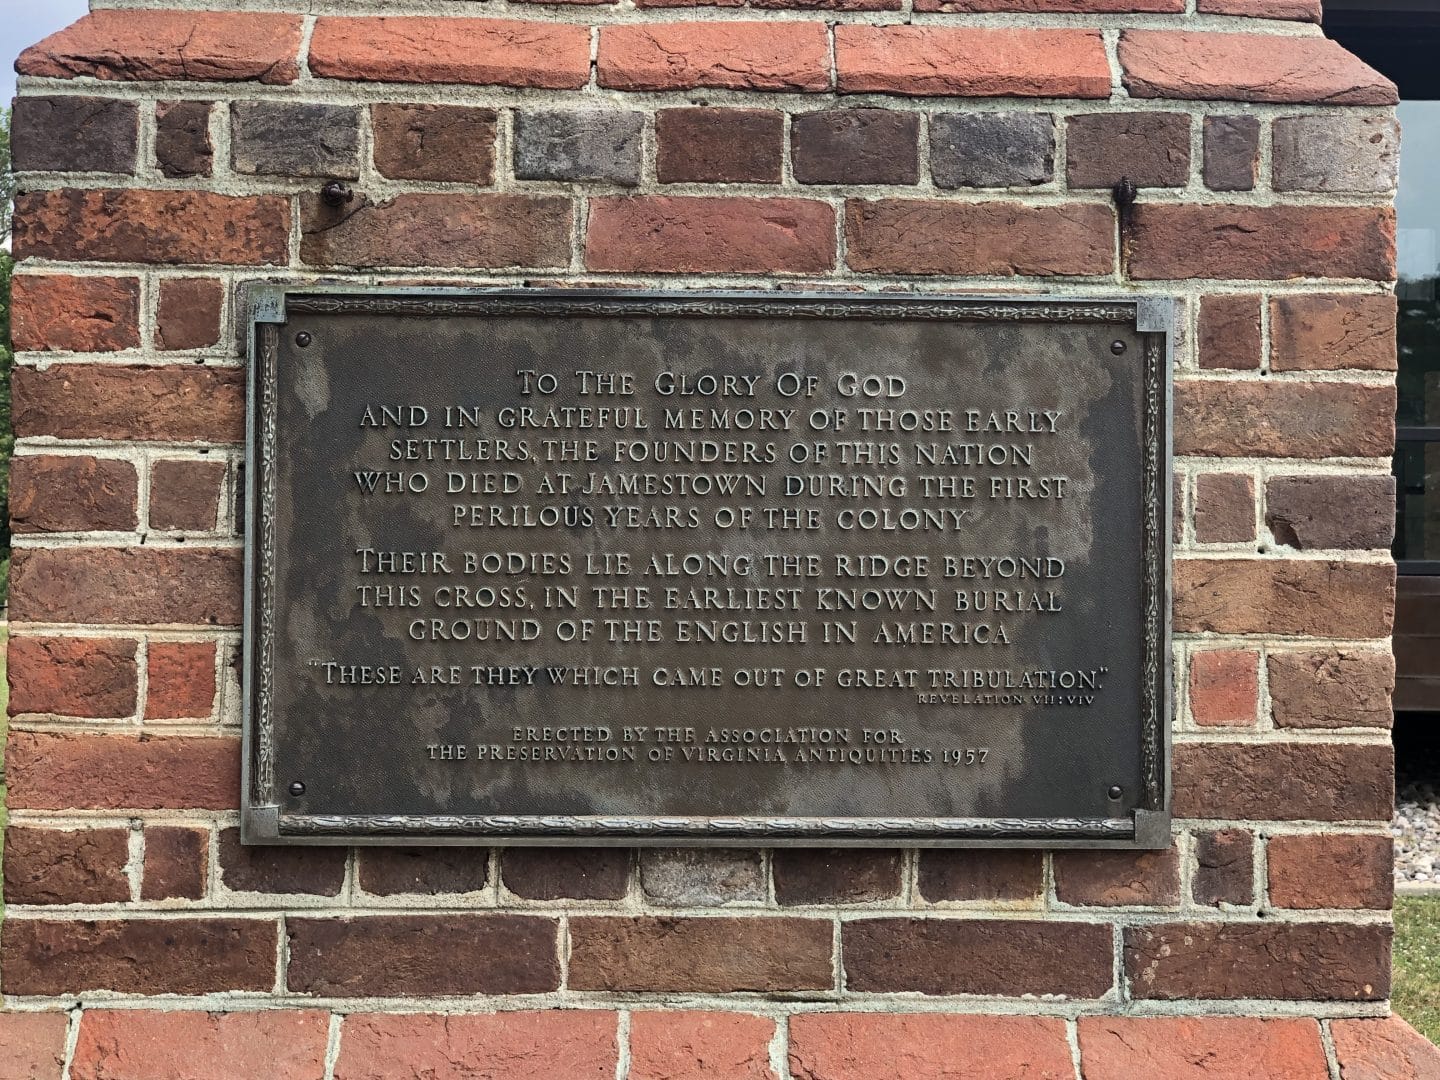 TO THE GLORY OF GOD
AND IN GRATEFUL MEMORY OF THOSE EARLY
SETTLERS, THE FOUNDERS OF THIS NATION
WHO DIED AT JAMESTOWN DURING THE FIRST
PERILOUS YEARS OF THE COLONY
THEIR BODIES LIE ALONG THE RIDGE BEYOND
THIS CROSS, IN THE EARLIEST KNOWN BURIAL
GROUND OF THE ENGLISH IN AMERICA
"THESE ARE THEY WHICH CAME OUT OF GREAT TRIBULATION."
REVELATION VII:VIV
ERECTED BY THE ASSOCIATION FOR
THE PRESERVATION OF VIRGINIA ANTIQUITIES 1957